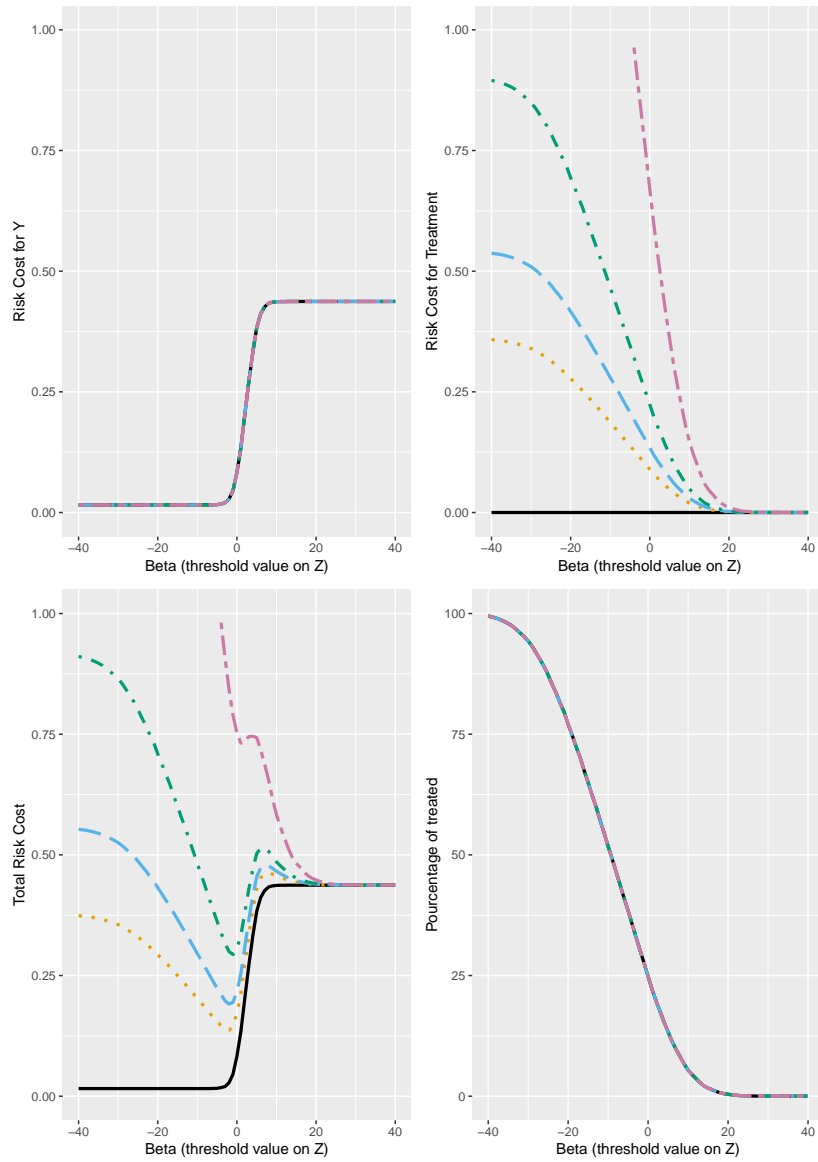 1.00
0.75
0.50
0.25
0.00
Risk Cost for Y
−40 −20 0 20 40
Beta (threshold value on Z)
1.00
0.75
0.50
0.25
0.00
Risk Cost for Treatment
−40 −20 0 20 40
Beta (threshold value on Z)
1.00
0.75
0.50
0.25
0.00
Total Risk Cost
−40 −20 0 20 40
Beta (threshold value on Z)
100
75
50
25
0
Pourcentage of treated
−40 −20 0 20 40
Beta (threshold value on Z)